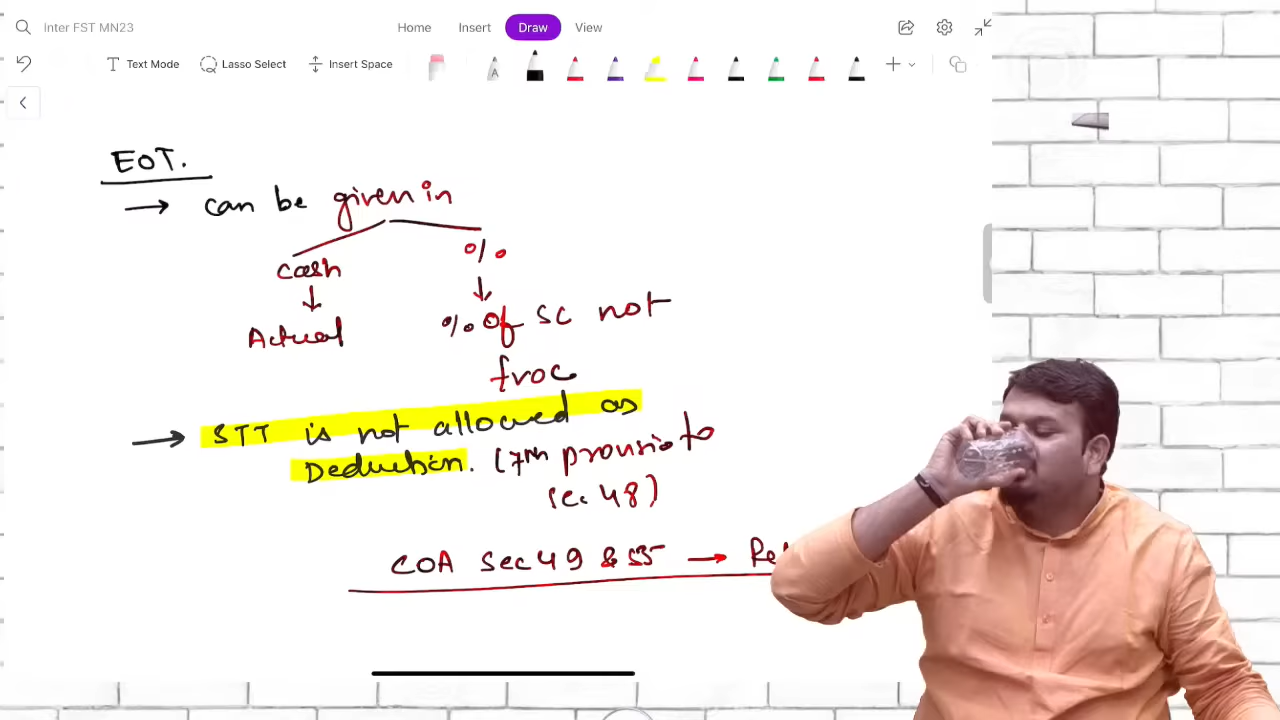 Inter FST MN23
Home Insert Draw View
Text Mode Lasso Select Insert Space
A
EOT.
→ can be given in
cash %
↓ ↓
Actual % of SC not
froc
→ STT is not allowed as
Deduction. (7th provisio to
sec 48)
COA Sec 49 & 55 →